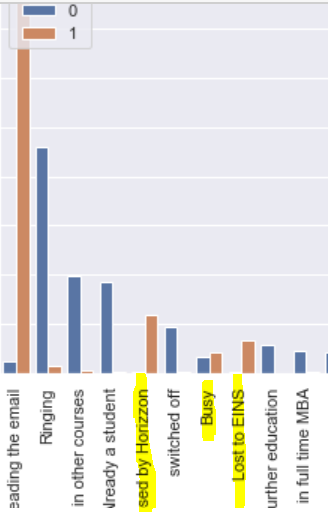 0
1
eading the email
Ringing
in other courses
lready a student
sed by Horizzon
switched off
Busy
Lost to EINS
urther education
in full time MBA